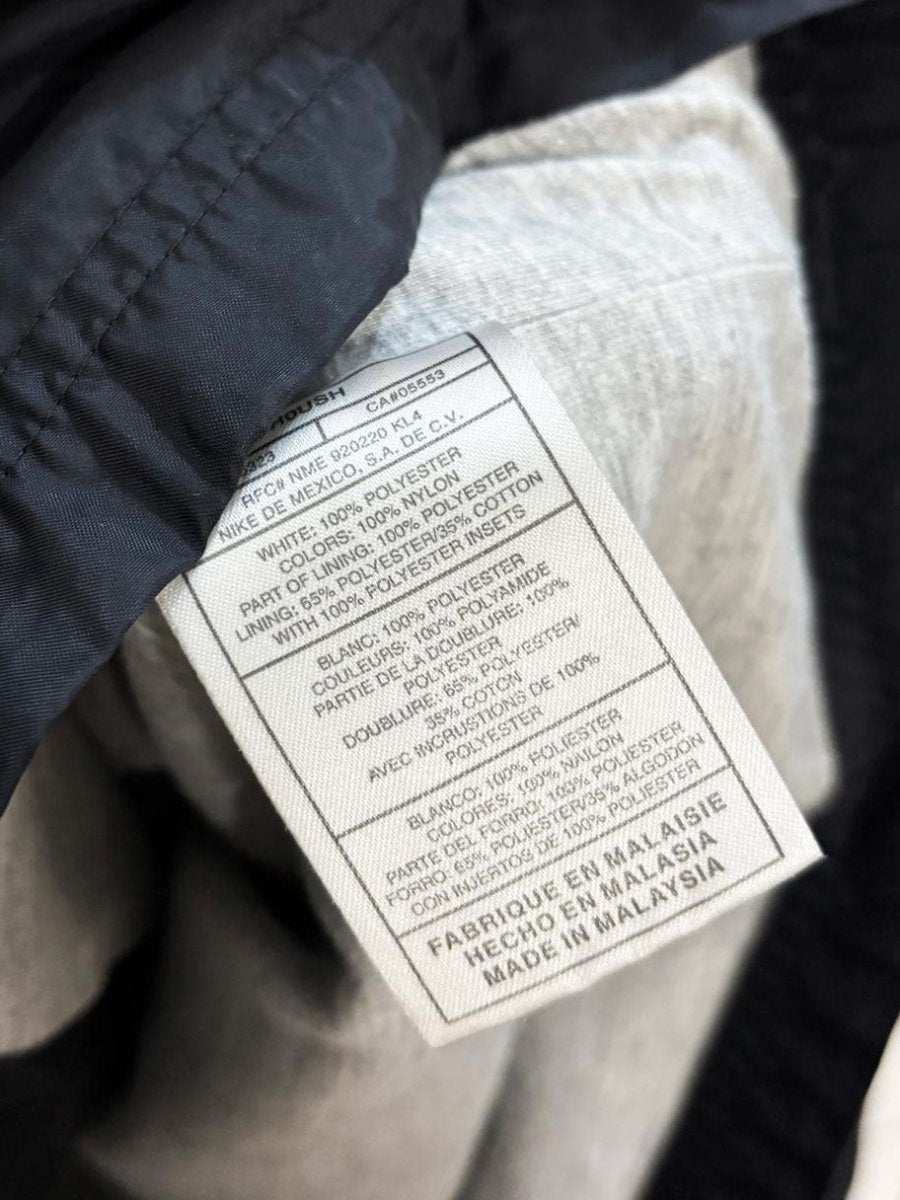 CA#05553
RFC# NME 920220 KL4
NIKE DE MEXICO, S.A. DE C.V.
WHITE: 100% POLYESTER
COLORS: 100% NYLON
PART OF LINING: 100% POLYESTER
LINING: 65% POLYESTER/35% COTTON
WITH 100% POLYESTER INSETS
BLANC: 100% POLYESTER
COULEURS: 100% POLYAMIDE
PARTIE DE LA DOUBLURE: 100%
POLYESTER
DOUBLURE: 65% POLYESTER/
35% COTON
AVEC INCRUSTIONS DE 100%
POLYESTER
BLANCO: 100% POLIESTER
COLORES: 100% NAILON
PARTE DEL FORRO: 100% POLIESTER
FORRO: 65% POLIESTER/35% ALGODON
CON INJERTOS DE 100% POLIESTER
FABRIQUE EN MALAISIE
HECHO EN MALASIA
MADE IN MALAYSIA